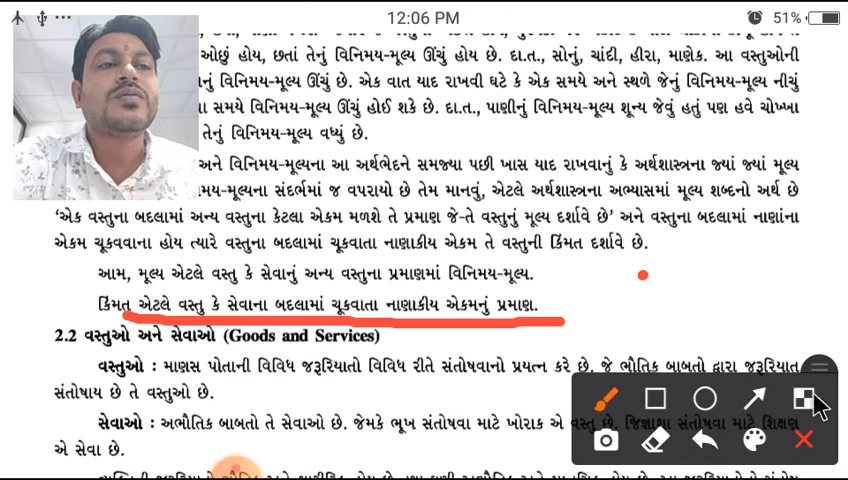 12:06 PM
51%
ઓછું હોય, છતાં તેનું વિનિમય-મૂલ્ય ઊંચું હોય છે. દા.ત., સોનું, ચાંદી, હીરા, માણેક. આ વસ્તુઓની
નું વિનિમય-મૂલ્ય ઊંચું છે. એક વાત યાદ રાખવી ઘટે કે એક સમયે અને સ્થળે જેનું વિનિમય-મૂલ્ય નીચું
સમયે વિનિમય-મૂલ્ય ઊંચું હોઈ શકે છે. દા.ત., પાણીનું વિનિમય-મૂલ્ય શૂન્ય જેવું હતું પણ હવે ચોખ્ખા
તેનું વિનિમય-મૂલ્ય વધ્યું છે.
અને વિનિમય-મૂલ્યના આ અર્થભેદને સમજ્યા પછી ખાસ યાદ રાખવાનું કે અર્થશાસ્ત્રના જ્યાં જ્યાં મૂલ્ય
મય-મૂલ્યના સંદર્ભમાં જ વપરાયો છે તેમ માનવું, એટલે અર્થશાસ્ત્રના અભ્યાસમાં મૂલ્ય શબ્દનો અર્થ છે
‘એક વસ્તુના બદલામાં અન્ય વસ્તુના કેટલા એકમ મળશે તે પ્રમાણ જે-તે વસ્તુનું મૂલ્ય દર્શાવે છે’ અને વસ્તુના બદલામાં નાણાંના
એકમ ચૂકવવાના હોય ત્યારે વસ્તુના બદલામાં ચૂકવાતા નાણાકીય એકમ તે વસ્તુની કિંમત દર્શાવે છે.
આમ, મૂલ્ય એટલે વસ્તુ કે સેવાનું અન્ય વસ્તુના પ્રમાણમાં વિનિમય-મૂલ્ય.
કિંમત એટલે વસ્તુ કે સેવાના બદલામાં ચૂકવાતા નાણાકીય એકમનું પ્રમાણ.
2.2 વસ્તુઓ અને સેવાઓ (Goods and Services)
વસ્તુઓ : માણસ પોતાની વિવિધ જરૂરિયાતો વિવિધ રીતે સંતોષવાનો પ્રયત્ન કરે છે. જે ભૌતિક બાબતો દ્વારા જરૂરિયાત
સંતોષાય છે તે વસ્તુઓ છે.
સેવાઓ : અભૌતિક બાબતો તે સેવાઓ છે. જેમકે ભૂખ સંતોષવા માટે ખોરાક એ વસ્તુ છે. જિજ્ઞાસા સંતોષવા માટે શિક્ષણ
એ સેવા છે.